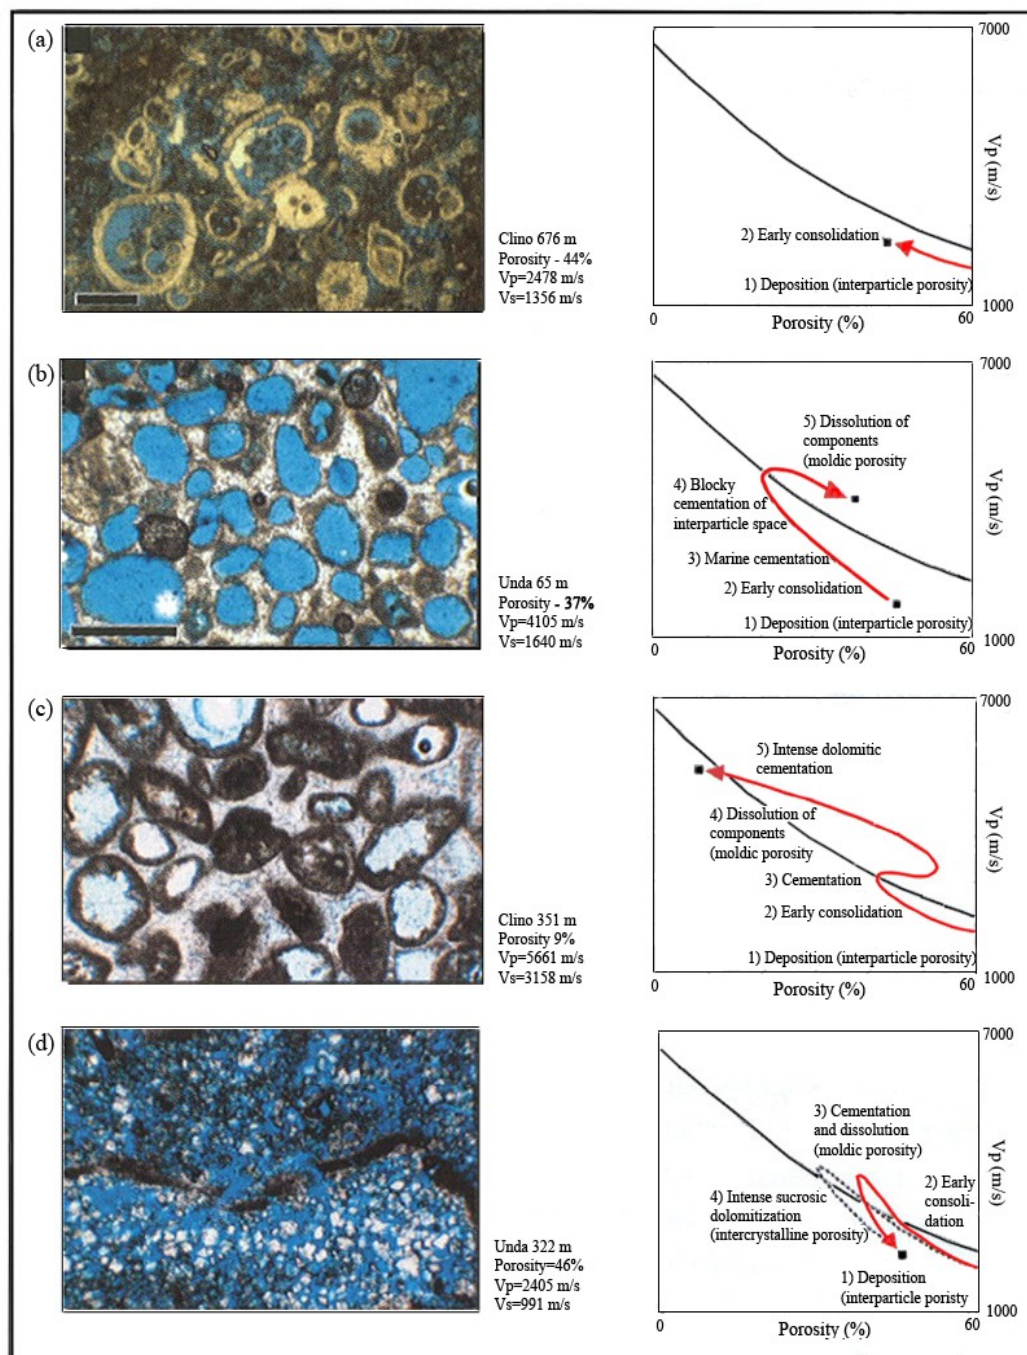 (a)
Clino 676 m
Porosity - 44%
Vp=2478 m/s
Vs=1356 m/s
7000
Vp (m/s)
2) Early consolidation
1) Deposition (interparticle porosity)
1000
0
Porosity (%)
60
(b)
Unda 65 m
Porosity - 37%
Vp=4105 m/s
Vs=1640 m/s
7000
Vp (m/s)
5) Dissolution of
components
(moldic porosity
4) Blocky
cementation of
interparticle space
3) Marine cementation
2) Early consolidation
1) Deposition (interparticle porosity)
1000
0
Porosity (%)
60
(c)
Clino 351 m
Porosity 9%
Vp=5661 m/s
Vs=3158 m/s
7000
Vp (m/s)
5) Intense dolomitic
cementation
4) Dissolution of
components
(moldic porosity
3) Cementation
2) Early consolidation
1) Deposition (interparticle porosity)
1000
0
Porosity (%)
60
(d)
Unda 322 m
Porosity=46%
Vp=2405 m/s
Vs=991 m/s
7000
Vp (m/s)
3) Cementation
and dissolution
(moldic porosity)
2) Early
consoli-
dation
4) Intense sucrosic
dolomitization
(intercrystalline porosity)
1) Deposition
(interparticle poristy
1000
0
Porosity (%)
60